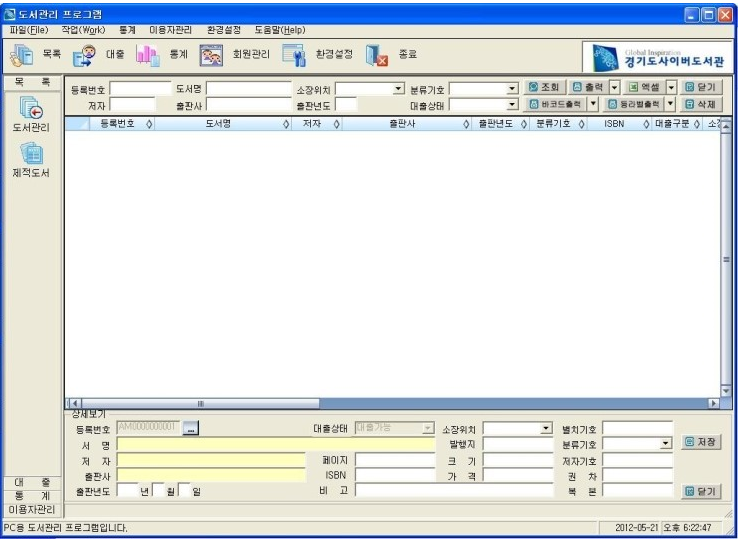 도서관리 프로그램
파일(File) 작업(Work) 통계 이용자관리 환경설정 도움말(Help)
목록 대출 통계 회원관리 환경설정 종료
Global Inspiration
경기도사이버도서관
목 록
도서관리
제적도서
등록번호 도서명 소장위치 분류기호 조회 출력 엑셀 닫기
저자 출판사 출판년도 대출상태 바코드출력 등라벨출력 삭제
등록번호 도서명 저자 출판사 출판년도 분류기호 ISBN 대출구분 소장
상세보기
등록번호 AM0000000001 ... 대출상태 대출가능 소장위치 별치기호
서 명 발행지 분류기호 저장
저 자 페이지 크 기 저자기호
출판사 ISBN 가 격 권 차
출판년도 년 월 일 비 고 복 본 닫기
대 출
통 계
이용자관리
PC용 도서관리 프로그램입니다. 2012-05-21 오후 6:22:47